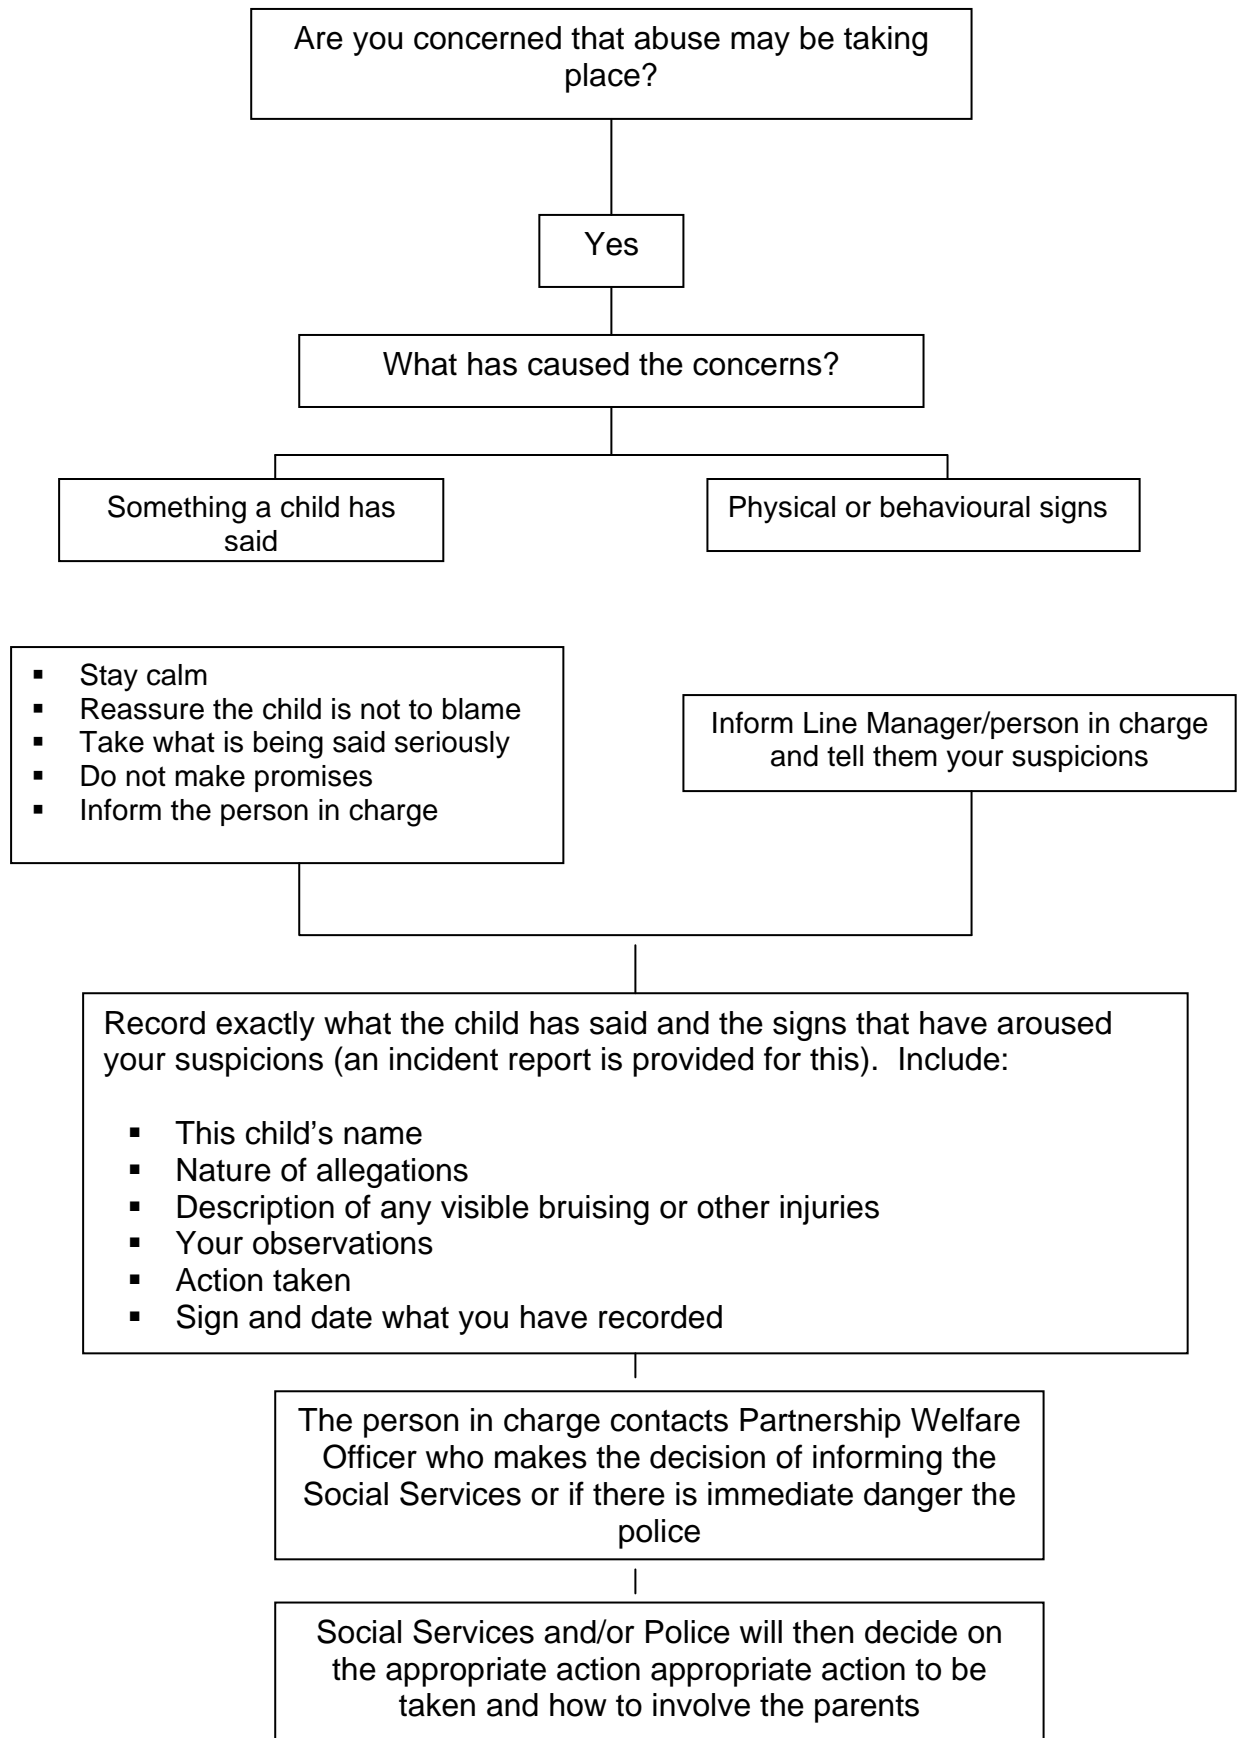 Are you concerned that abuse may be taking
place?
Yes
What has caused the concerns?
Something a child has
said
Physical or behavioural signs
▪ Stay calm
▪ Reassure the child is not to blame
▪ Take what is being said seriously
▪ Do not make promises
▪ Inform the person in charge
Inform Line Manager/person in charge
and tell them your suspicions
Record exactly what the child has said and the signs that have aroused
your suspicions (an incident report is provided for this).  Include:
▪ This child’s name
▪ Nature of allegations
▪ Description of any visible bruising or other injuries
▪ Your observations
▪ Action taken
▪ Sign and date what you have recorded
The person in charge contacts Partnership Welfare
Officer who makes the decision of informing the
Social Services or if there is immediate danger the
police
Social Services and/or Police will then decide on
the appropriate action appropriate action to be
taken and how to involve the parents